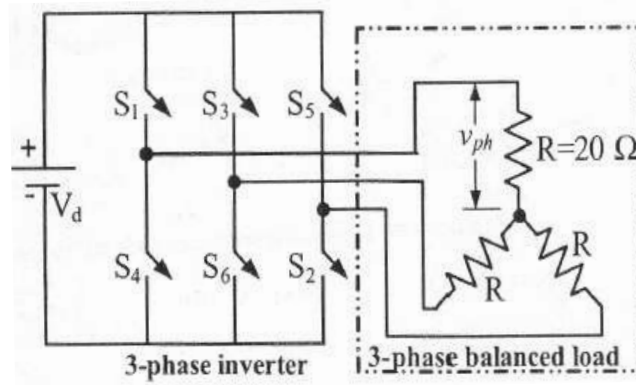 S1
S3
S5
+
-
Vd
vph
R=20 Ω
S4
S6
S2
R
R
3-phase inverter
3-phase balanced load